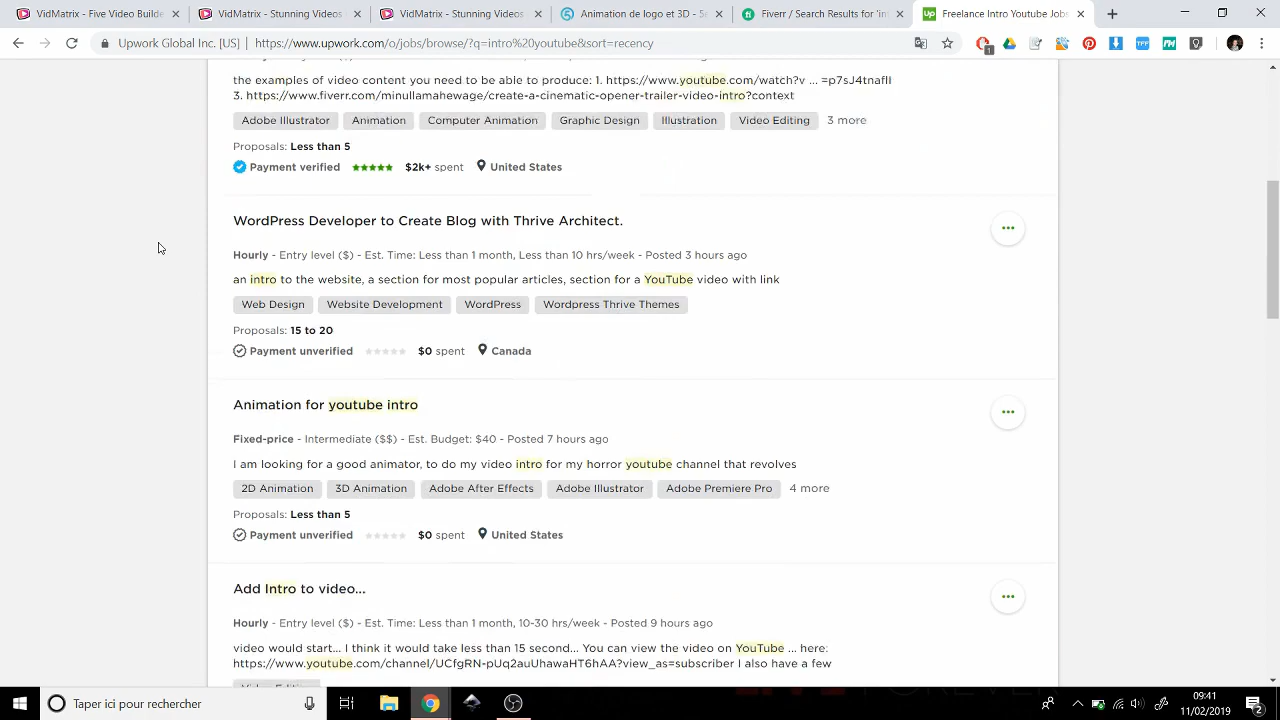 VidMatrix - Five Video Builder
VidMatrix - Stunning Videos
VidMatrix - Stunning Videos
Animation de logo et 3D - 5e
Fiverr / Search Results for 'in
Freelance Intro Youtube Jobs
Upwork Global Inc. [US] | https://www.upwork.com/o/jobs/browse/?q=intro%20youtube&sort=recency
the examples of video content you need to be able to produce: 1. https://www.youtube.com/watch?v ... =p7sJ4tnafII
3. https://www.fiverr.com/minullamahewage/create-a-cinematic-opener-trailer-video-intro?context
Adobe Illustrator Animation Computer Animation Graphic Design Illustration Video Editing 3 more
Proposals: Less than 5
Payment verified $2k+ spent United States
WordPress Developer to Create Blog with Thrive Architect.
Hourly - Entry level ($) - Est. Time: Less than 1 month, Less than 10 hrs/week - Posted 3 hours ago
an intro to the website, a section for most popular articles, section for a YouTube video with link
Web Design Website Development WordPress Wordpress Thrive Themes
Proposals: 15 to 20
Payment unverified $0 spent Canada
Animation for youtube intro
Fixed-price - Intermediate ($$) - Est. Budget: $40 - Posted 7 hours ago
I am looking for a good animator, to do my video intro for my horror youtube channel that revolves
2D Animation 3D Animation Adobe After Effects Adobe Illustrator Adobe Premiere Pro 4 more
Proposals: Less than 5
Payment unverified $0 spent United States
Add Intro to video...
Hourly - Entry level ($) - Est. Time: Less than 1 month, 10-30 hrs/week - Posted 9 hours ago
video would start... I think it would take less than 15 second... You can view the video on YouTube ... here:
https://www.youtube.com/channel/UCfgRN-pUq2auUhawaHT6hAA?view_as=subscriber I also have a few
Taper ici pour rechercher
09:41
11/02/2019
2